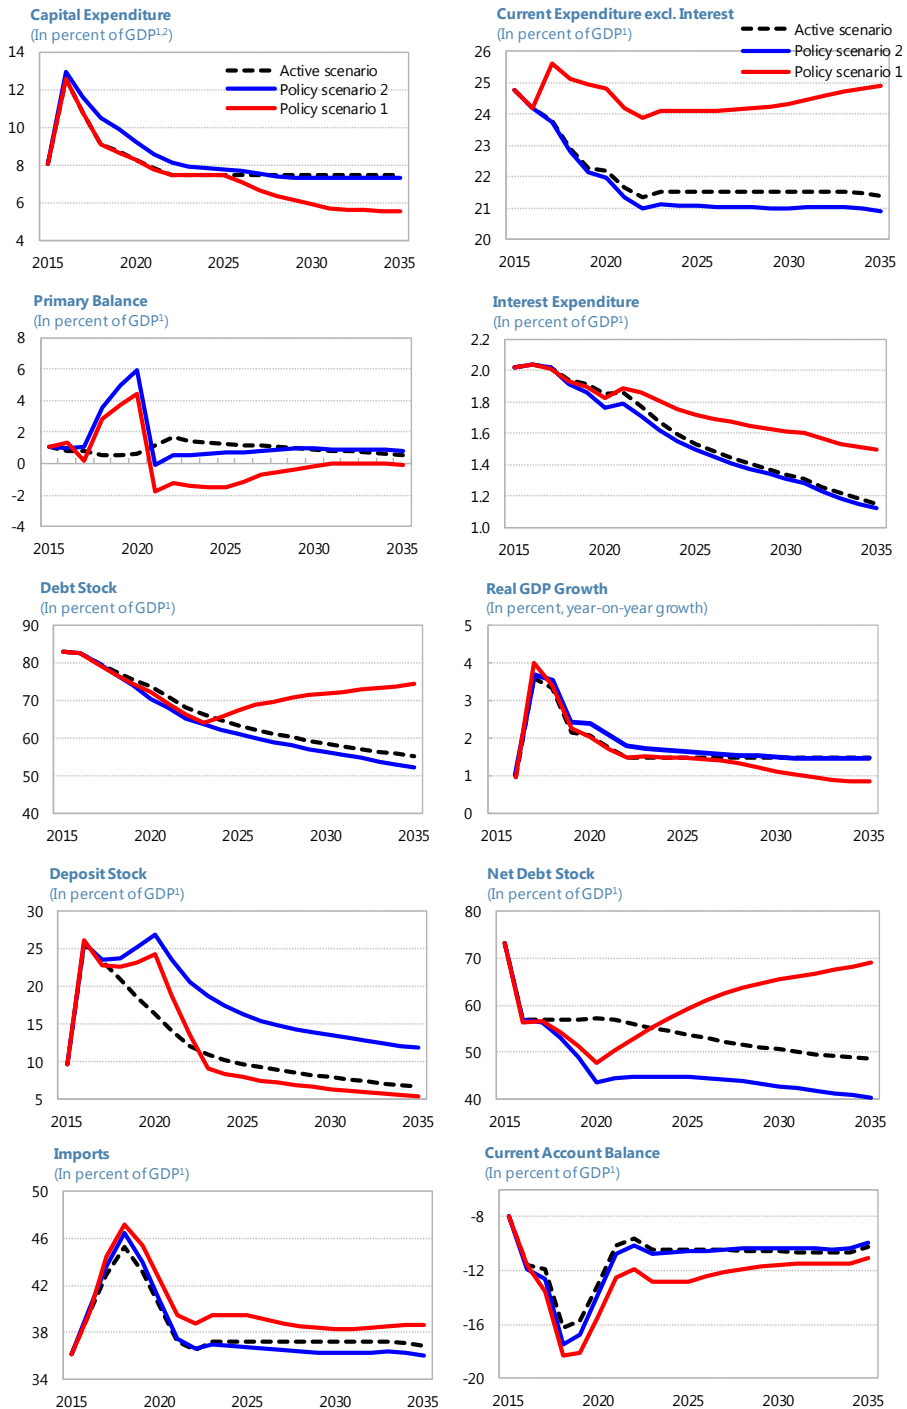 Capital Expenditure
(In percent of GDP1,2)
14
12
10
8
6
4
2015 2020 2025 2030 2035
Active scenario
Policy scenario 2
Policy scenario 1
Current Expenditure excl. Interest
(In percent of GDP1)
26
25
24
23
22
21
20
2015 2020 2025 2030 2035
Active scenario
Policy scenario 2
Policy scenario 1
Primary Balance
(In percent of GDP1)
8
6
4
2
0
-2
-4
2015 2020 2025 2030 2035
Interest Expenditure
(In percent of GDP1)
2.2
2.0
1.8
1.6
1.4
1.2
1.0
2015 2020 2025 2030 2035
Debt Stock
(In percent of GDP1)
90
80
70
60
50
40
2015 2020 2025 2030 2035
Real GDP Growth
(In percent, year-on-year growth)
5
4
3
2
1
0
2015 2020 2025 2030 2035
Deposit Stock
(In percent of GDP1)
30
25
20
15
10
5
2015 2020 2025 2030 2035
Net Debt Stock
(In percent of GDP1)
80
70
60
50
40
2015 2020 2025 2030 2035
Imports
(In percent of GDP1)
50
46
42
38
34
2015 2020 2025 2030 2035
Current Account Balance
(In percent of GDP1)
-8
-12
-16
-20
2015 2020 2025 2030 2035